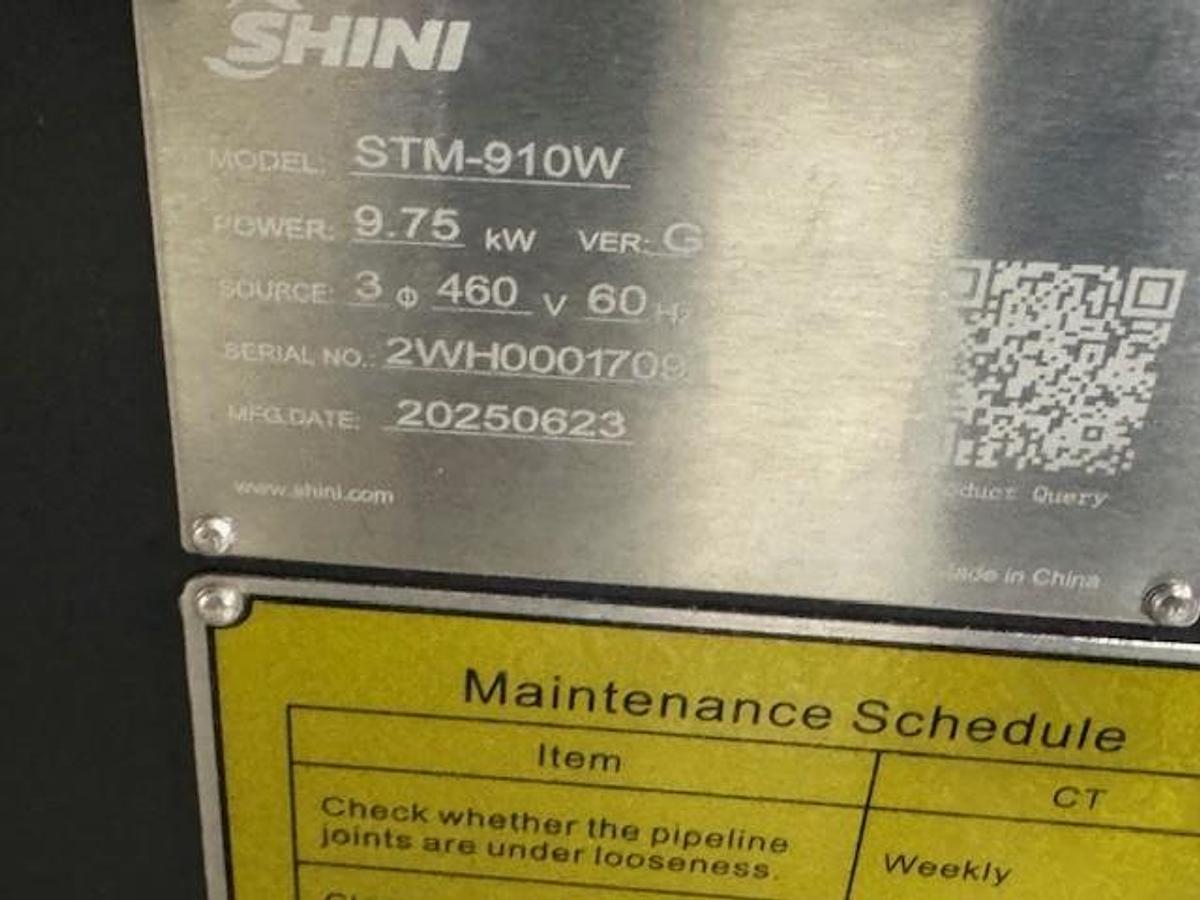 SHINI
MODEL: STM-910W
POWER: 9.75 kW VER: G
SOURCE: 3 Φ 460 V 60 Hz
SERIAL NO.: 2WH0001709
MFG.DATE: 20250623
www.shini.com
Query
in China
Maintenance Schedule
Item CT
Check whether the pipeline
joints are under looseness. Weekly